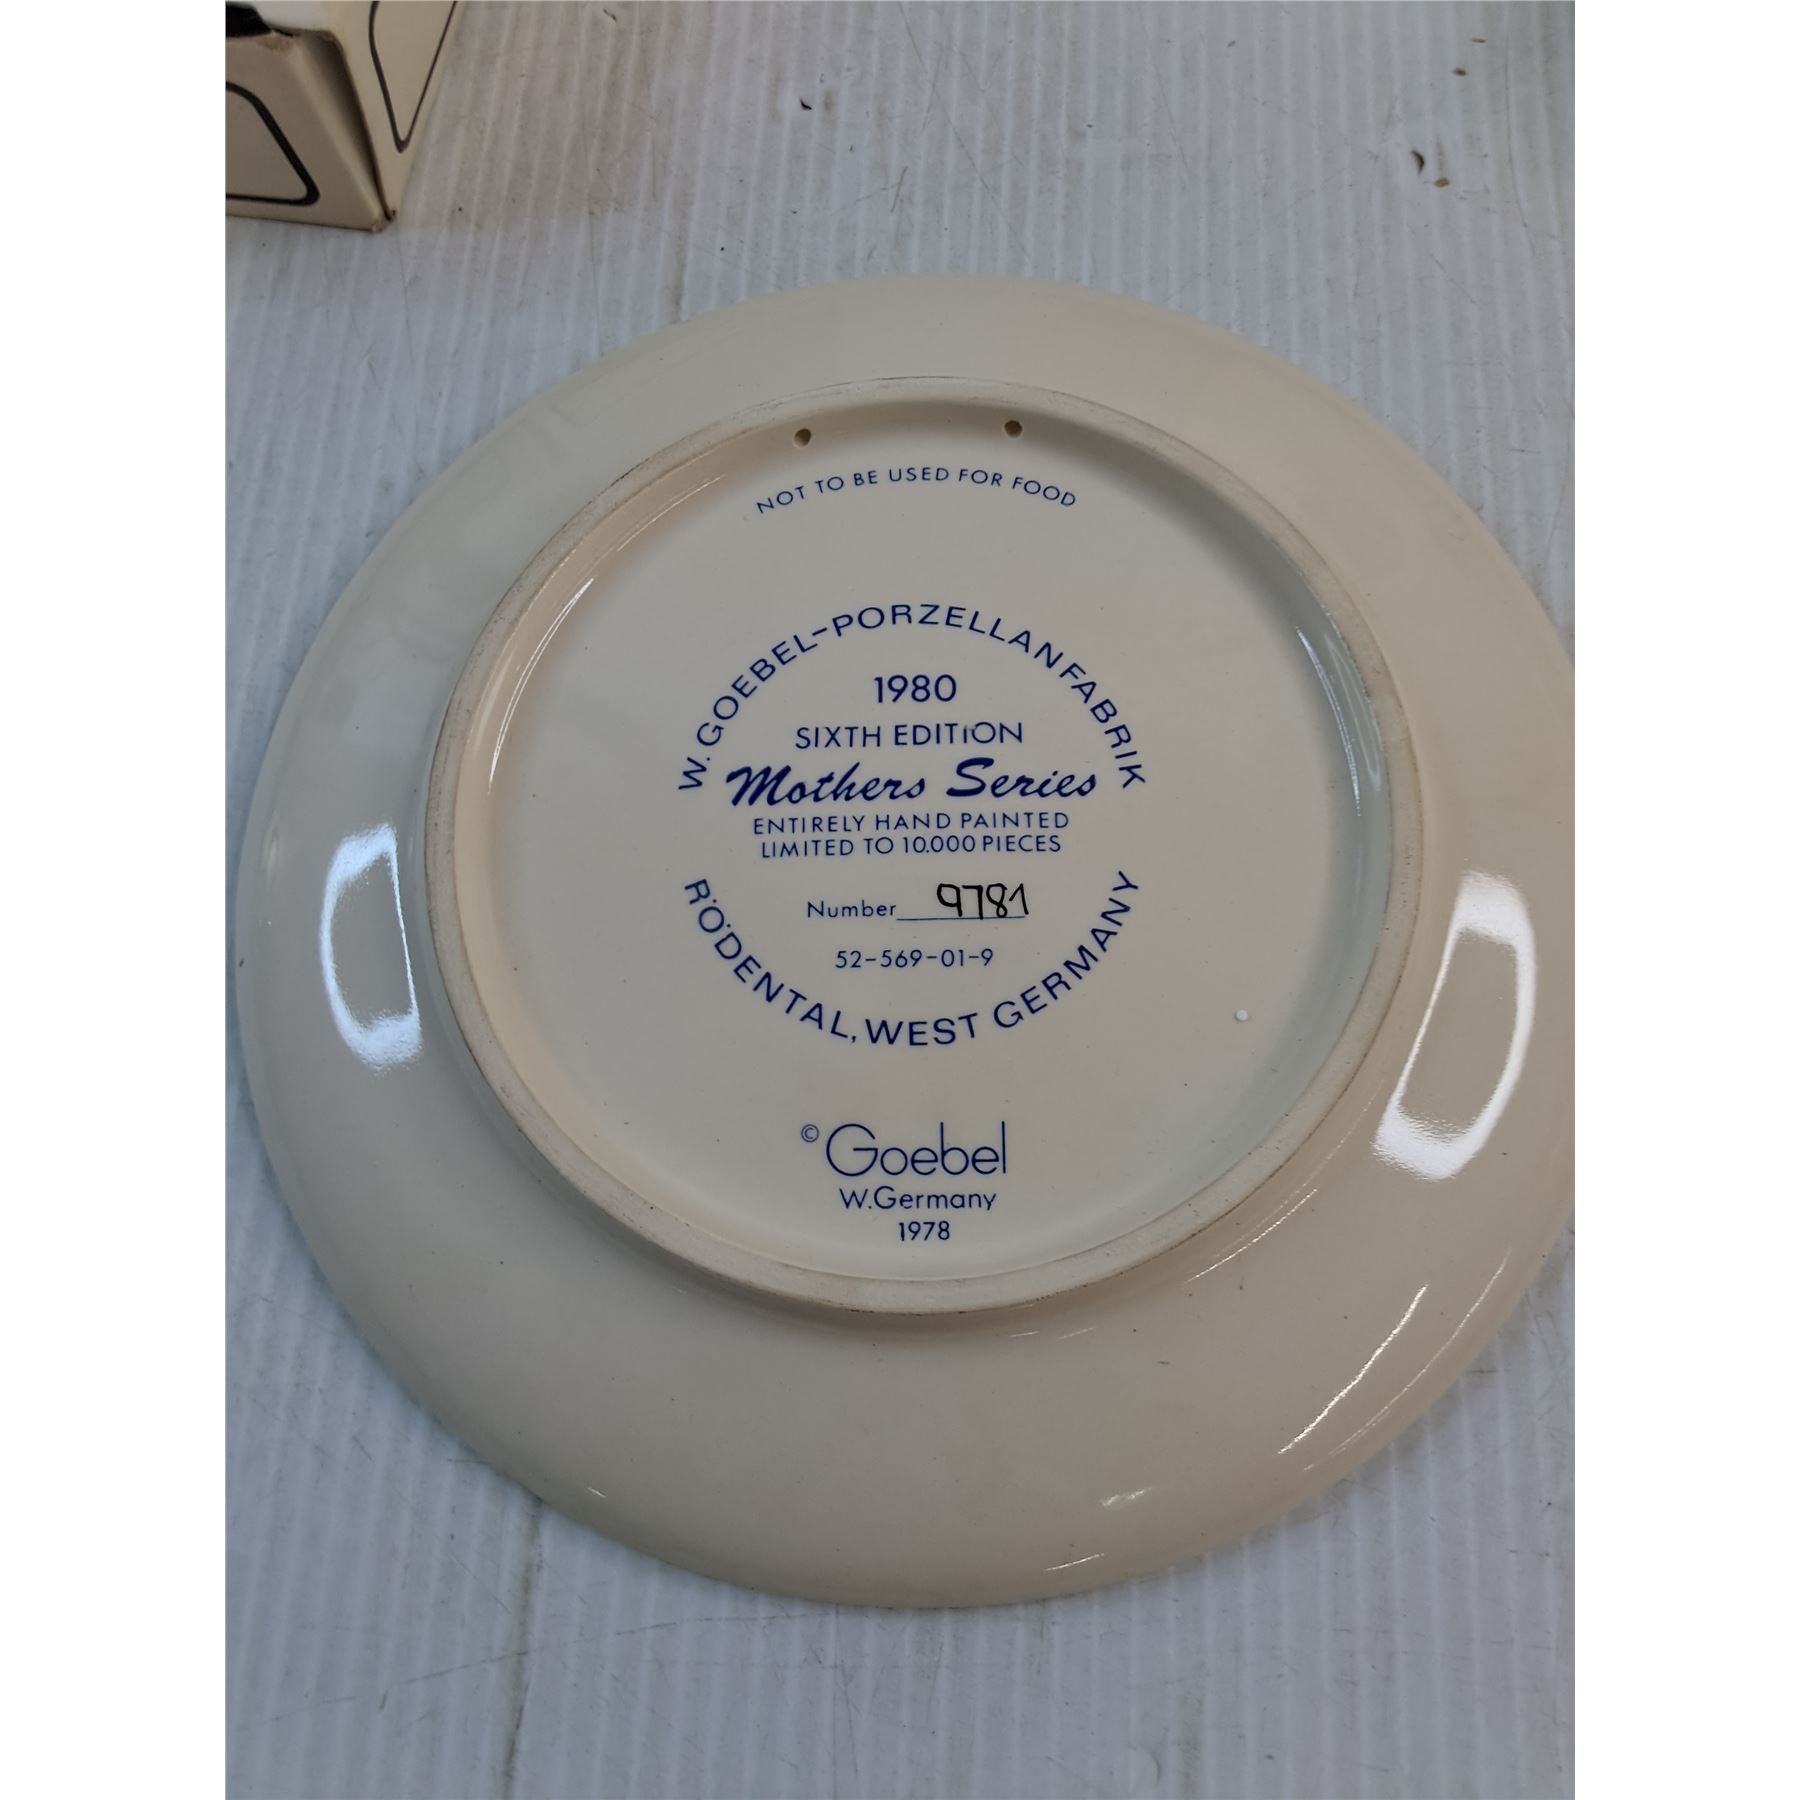 NOT TO BE USED FOR FOOD
W. GOEBEL-PORZELLANFABRIK
1980
SIXTH EDITION
Mothers Series
ENTIRELY HAND PAINTED
LIMITED TO 10.000 PIECES
Number 9781
52-569-01-9
RÖDENTAL, WEST GERMANY
© Goebel
W.Germany
1978